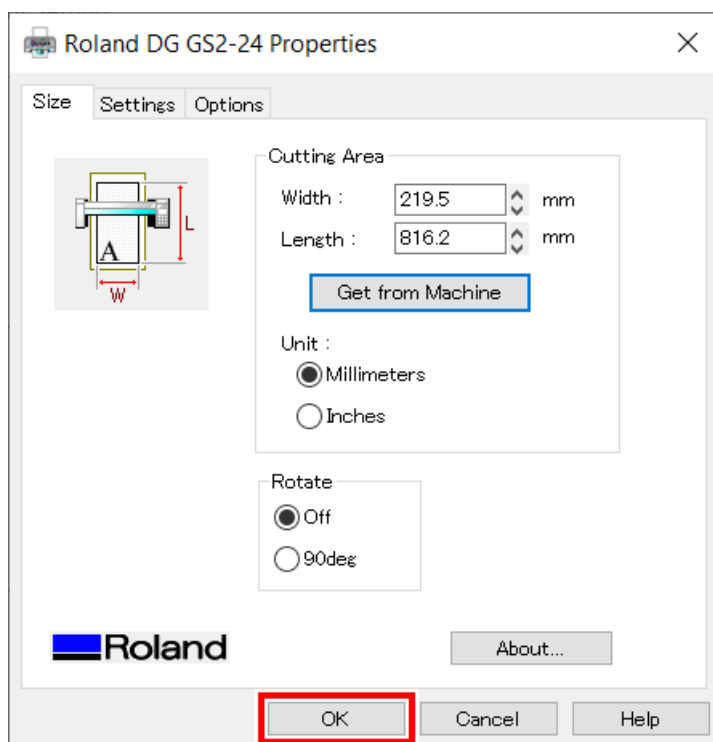 Roland DG GS2-24 Properties
Size Settings Options
Cutting Area
Width : 219.5 mm
Length : 816.2 mm
Get from Machine
Unit :
Millimeters
Inches
Rotate
Off
90deg
A
L
W
Roland
About...
OK Cancel Help